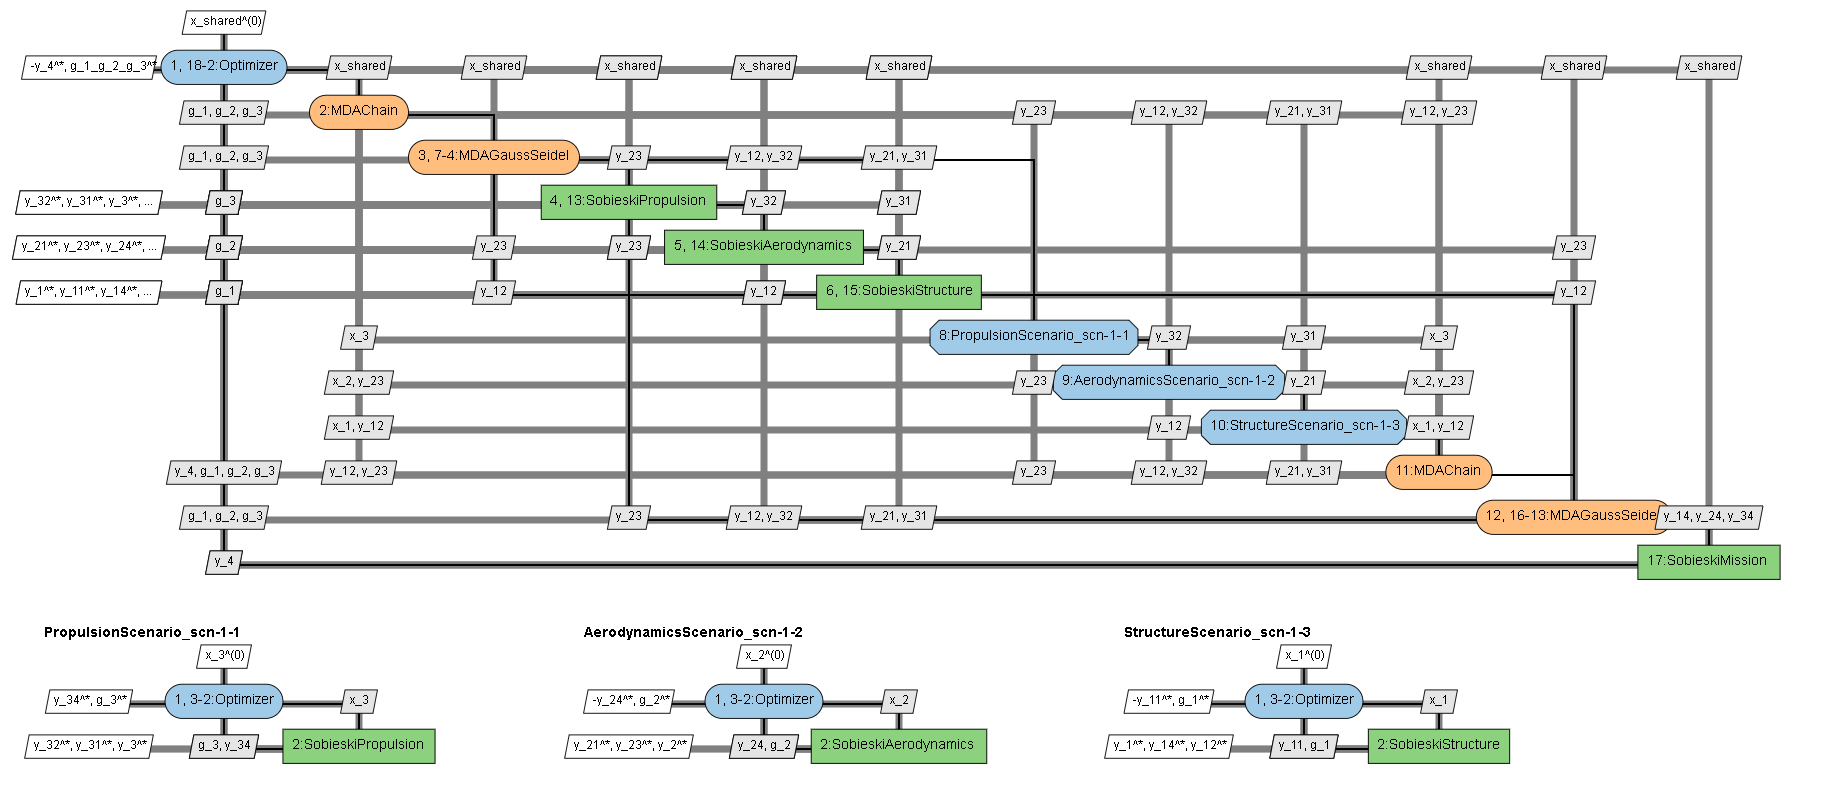 x_shared^(0)
-y_4^*, g_1_g_2_g_3^*
1, 18-2:Optimizer
x_shared
x_shared
x_shared
x_shared
x_shared
x_shared
x_shared
x_shared
g_1, g_2, g_3
2:MDAChain
y_23
y_12, y_32
y_21, y_31
y_12, y_23
g_1, g_2, g_3
3, 7-4:MDAGaussSeidel
y_23
y_12, y_32
y_21, y_31
y_32^*, y_31^*, y_3^*, ...
g_3
4, 13:SobieskiPropulsion
y_32
y_31
y_21^*, y_23^*, y_24^*, ...
g_2
y_23
y_23
5, 14:SobieskiAerodynamics
y_21
y_23
y_1^*, y_11^*, y_14^*, ...
g_1
y_12
y_12
6, 15:SobieskiStructure
y_12
x_3
8:PropulsionScenario_scn-1-1
y_32
y_31
x_3
x_2, y_23
y_23
9:AerodynamicsScenario_scn-1-2
y_21
x_2, y_23
x_1, y_12
y_12
10:StructureScenario_scn-1-3
x_1, y_12
y_4, g_1, g_2, g_3
y_12, y_23
y_23
y_12, y_32
y_21, y_31
11:MDAChain
g_1, g_2, g_3
y_23
y_12, y_32
y_21, y_31
12, 16-13:MDAGaussSeide
y_14, y_24, y_34
y_4
17:SobieskiMission
PropulsionScenario_scn-1-1
x_3^(0)
y_34^*, g_3^*
1, 3-2:Optimizer
x_3
y_32^*, y_31^*, y_3^*
g_3, y_34
2:SobieskiPropulsion
AerodynamicsScenario_scn-1-2
x_2^(0)
-y_24^*, g_2^*
1, 3-2:Optimizer
x_2
y_21^*, y_23^*, y_2^*
y_24, g_2
2:SobieskiAerodynamics
StructureScenario_scn-1-3
x_1^(0)
-y_11^*, g_1^*
1, 3-2:Optimizer
x_1
y_1^*, y_14^*, y_12^*
y_11, g_1
2:SobieskiStructure